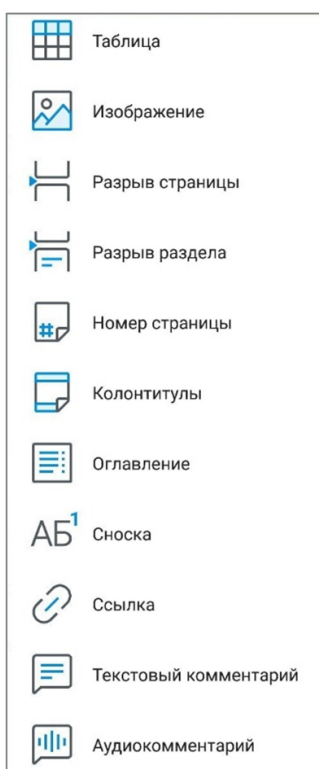 Таблица
Изображение
Разрыв страницы
Разрыв раздела
# Номер страницы
Колонтитулы
Оглавление
АБ1 Сноска
Ссылка
Текстовый комментарий
Аудиокомментарий